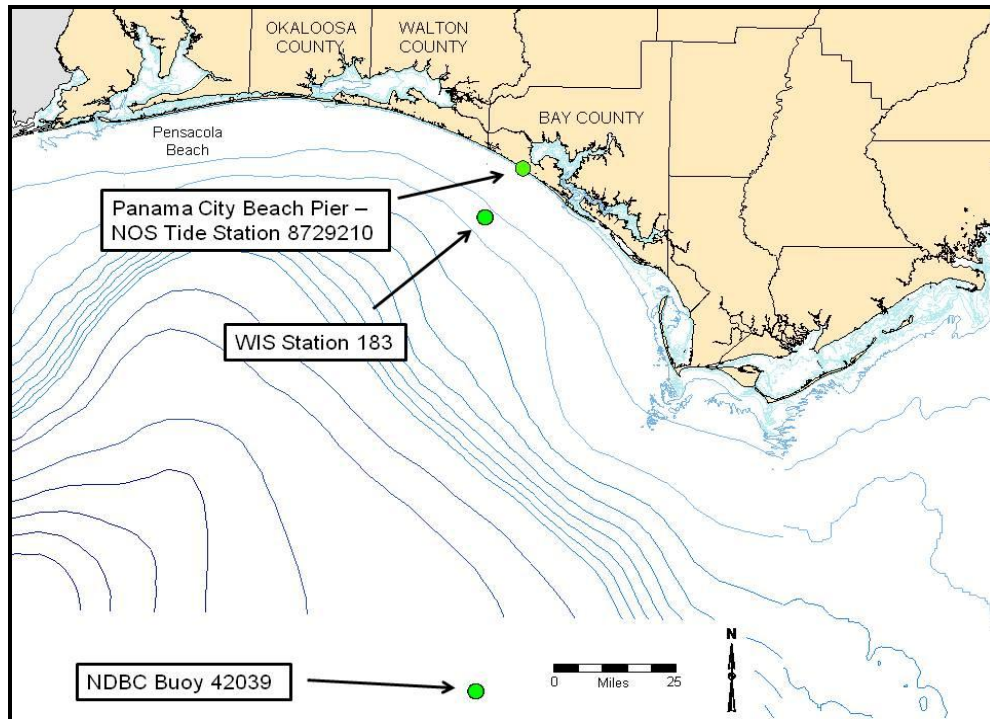 OKALOOSA
COUNTY
WALTON
COUNTY
BAY COUNTY
Pensacola
Beach
Panama City Beach Pier –
NOS Tide Station 8729210
WIS Station 183
NDBC Buoy 42039
0 Miles 25
N